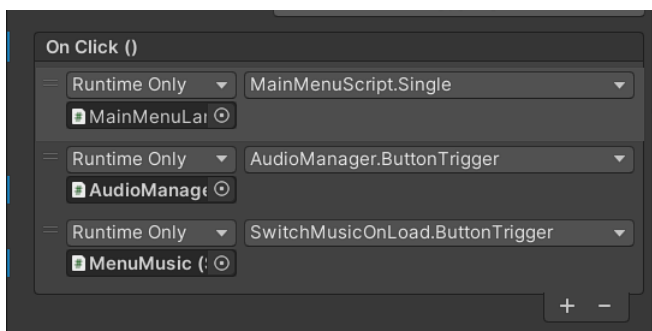 On Click ()
Runtime Only MainMenuScript.Single
MainMenuLar
Runtime Only AudioManager.ButtonTrigger
AudioManage
Runtime Only SwitchMusicOnLoad.ButtonTrigger
MenuMusic (
+ −